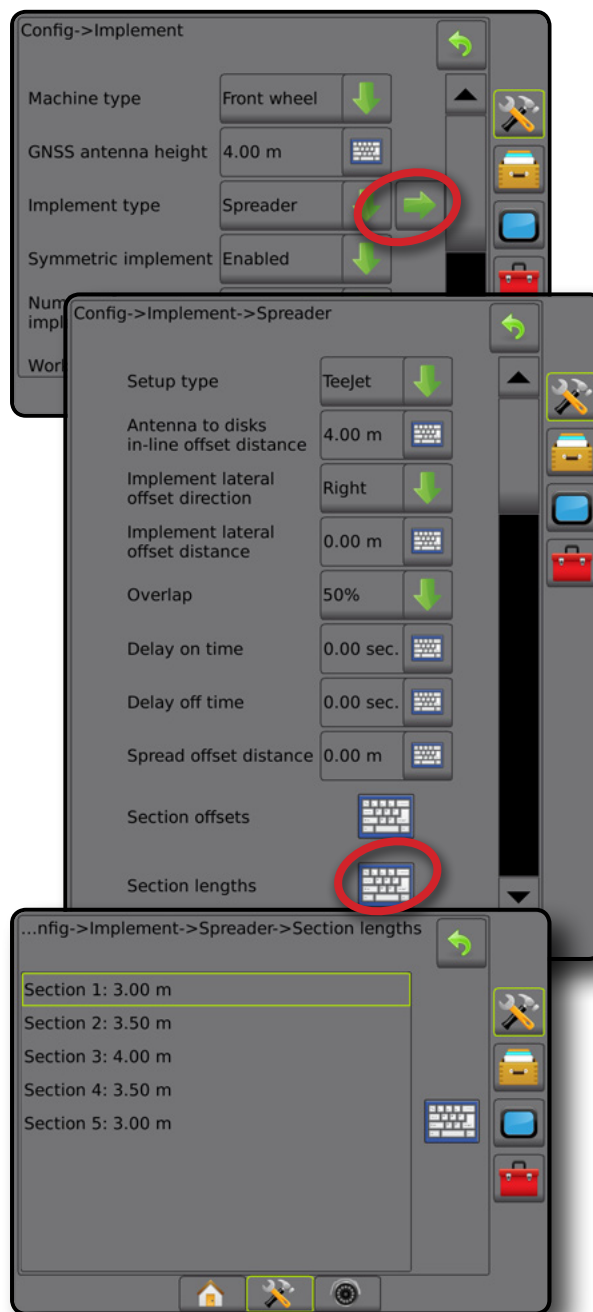 Config->Implement
Machine type Front wheel
GNSS antenna height 4.00 m
Implement type Spreader
Symmetric implement Enabled
Num
impl
Wor
Config->Implement->Spreader
Setup type TeeJet
Antenna to disks
in-line offset distance 4.00 m
Implement lateral
offset direction Right
Implement lateral
offset distance 0.00 m
Overlap 50%
Delay on time 0.00 sec.
Delay off time 0.00 sec.
Spread offset distance 0.00 m
Section offsets
Section lengths
...nfig->Implement->Spreader->Section lengths
Section 1: 3.00 m
Section 2: 3.50 m
Section 3: 4.00 m
Section 4: 3.50 m
Section 5: 3.00 m